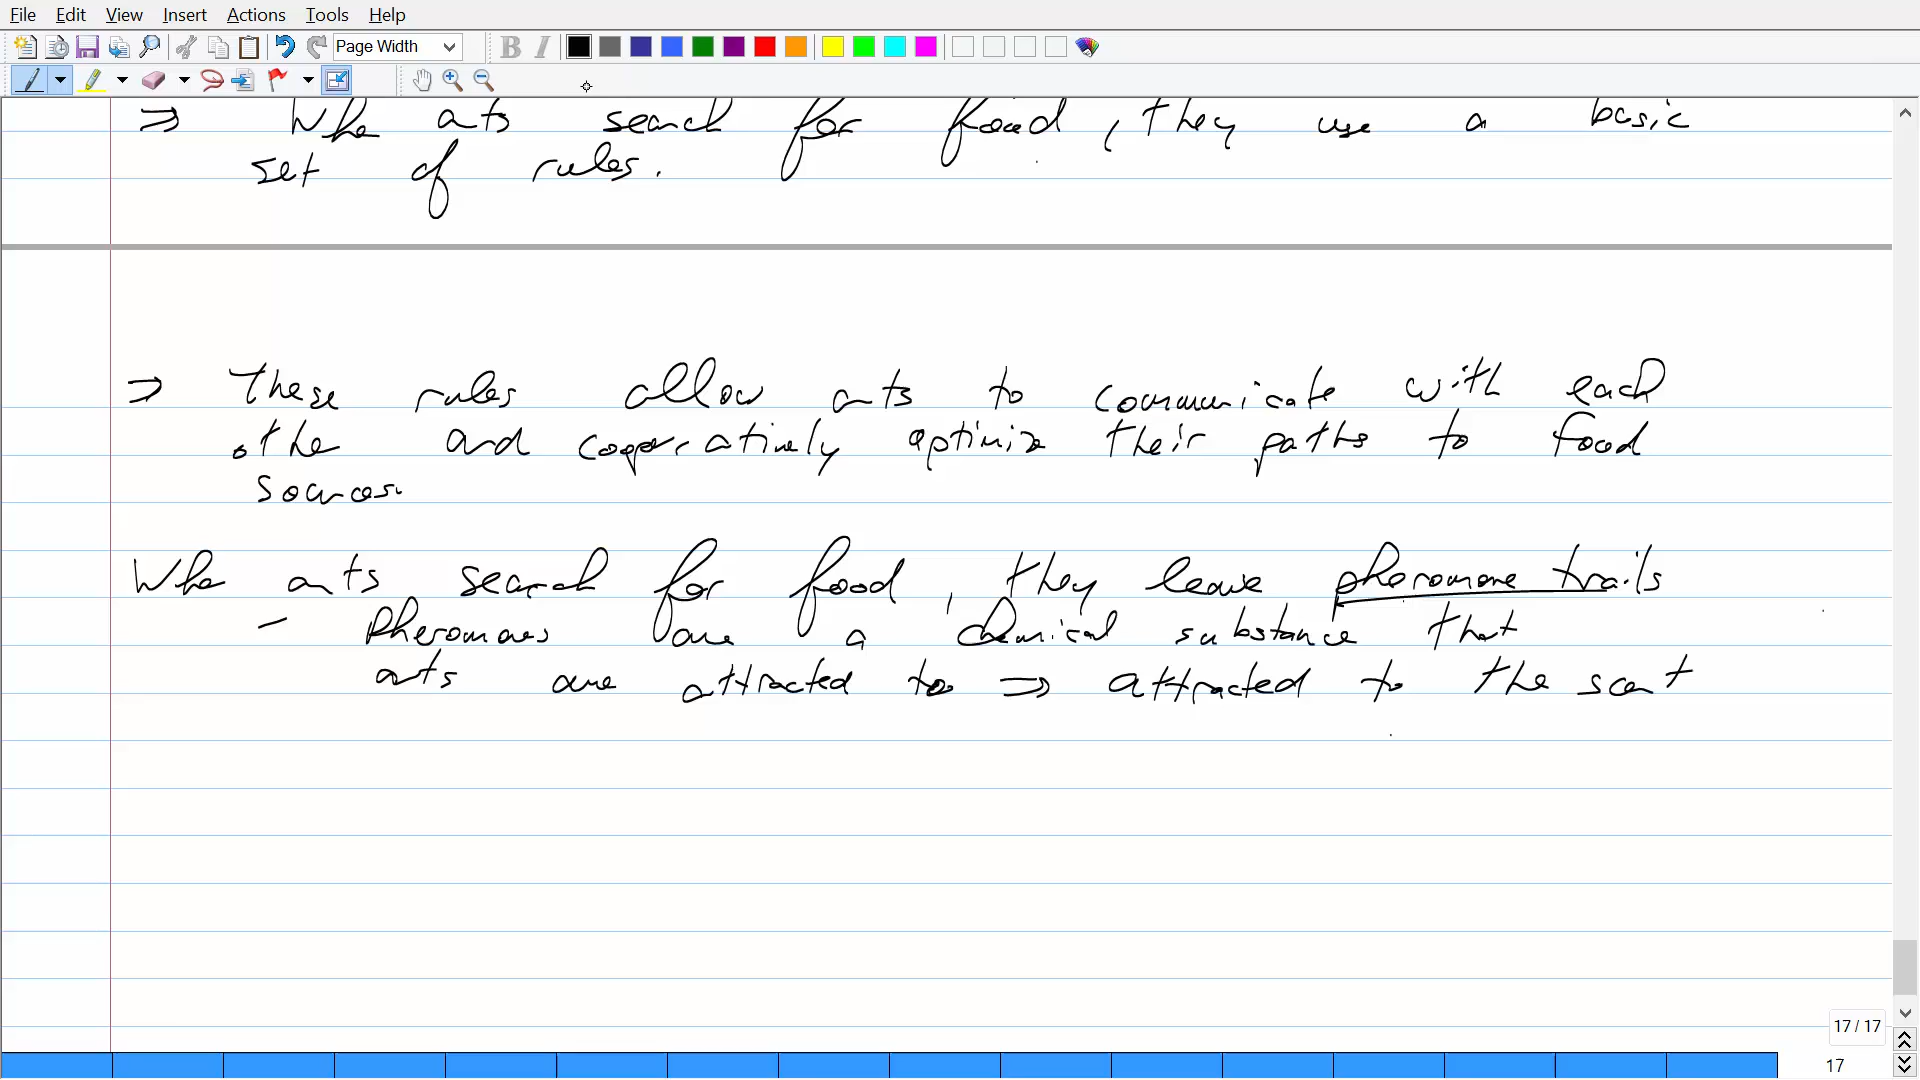 File Edit View Insert Actions Tools Help
Page Width
B I
⇒ When ants search for food, they use a basic
set of rules.
⇒ These rules allow ants to communicate with each
other and cooperatively optimize their paths to food
sources.
When ants search for food, they leave pheromone trails
- Pheromones are a chemical substance that
ants are attracted to ⇒ attracted to the scent
17 / 17
17